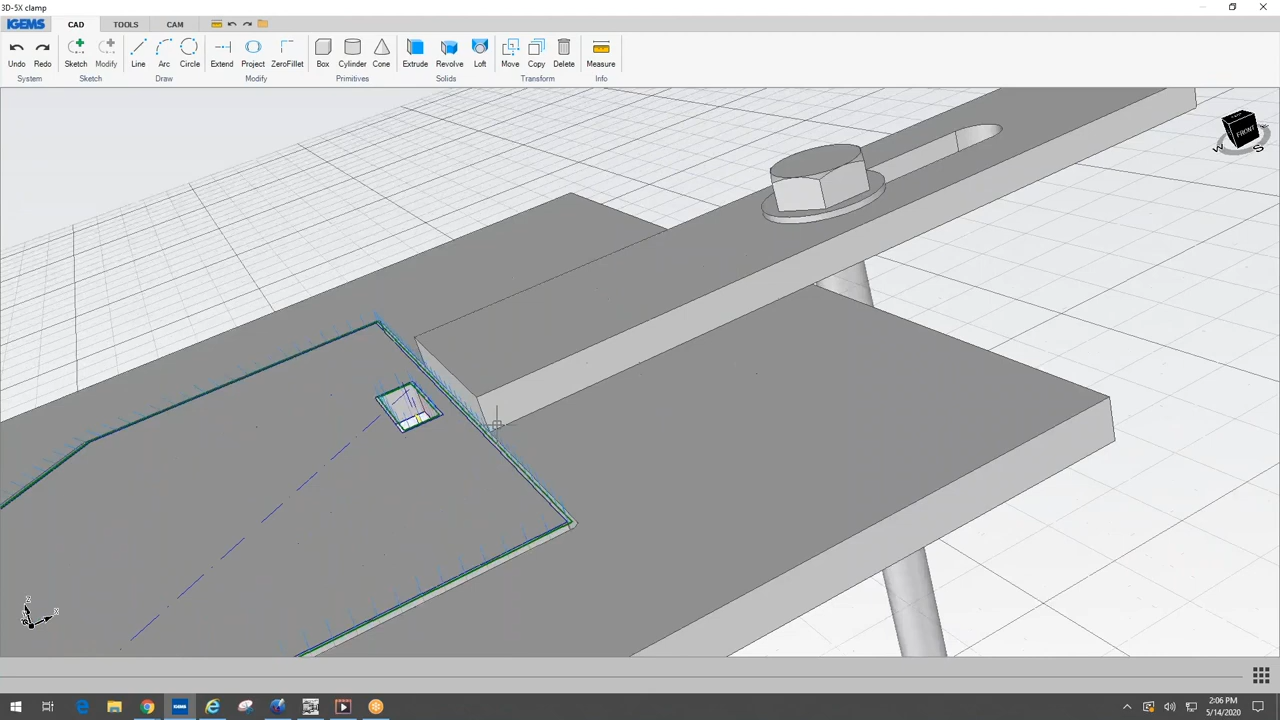 3D-5X clamp
IGEMS CAD TOOLS CAM
Undo Redo Sketch Modify Line Arc Circle Extend Project ZeroFillet Box Cylinder Cone Extrude Revolve Loft Move Copy Delete Measure
System Sketch Draw Modify Primitives Solids Transform Info
FRONT
W S
Z
X
2:06 PM
5/14/2020